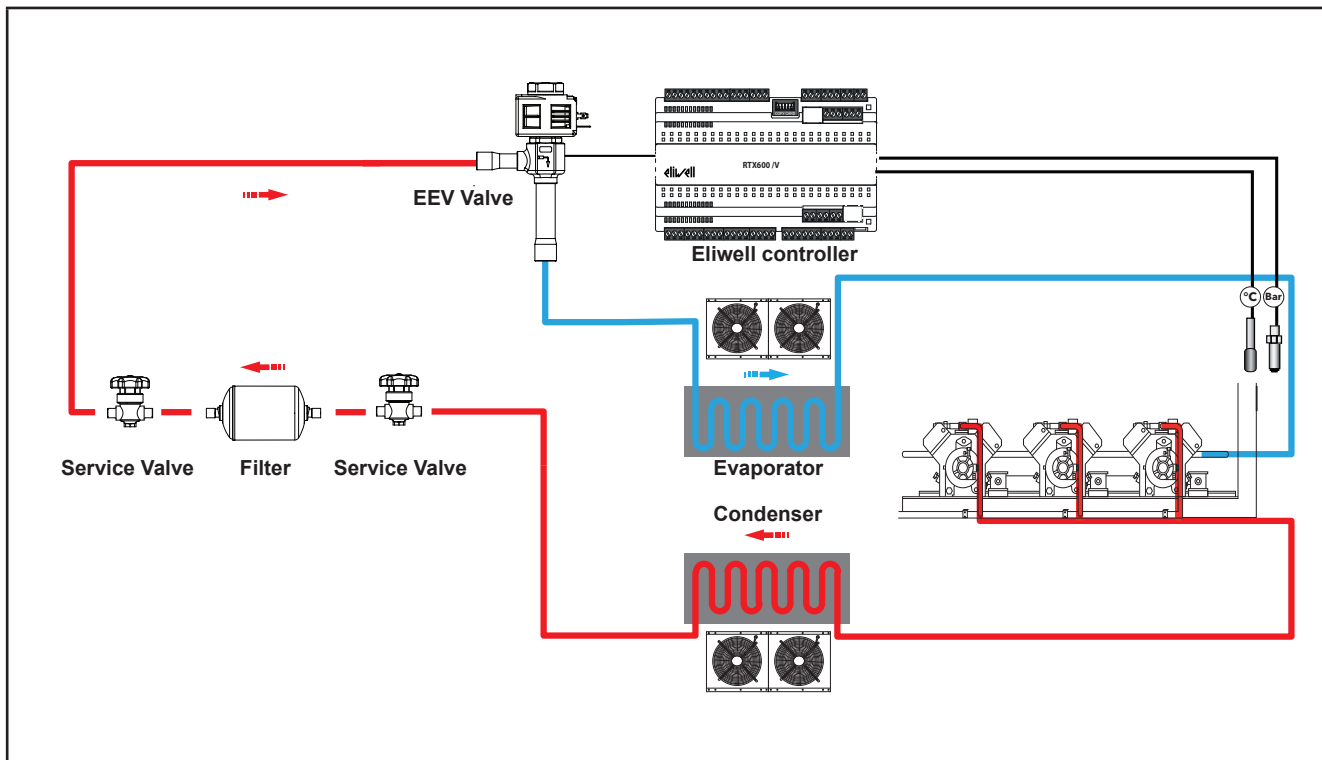 RTX600 /V
eliwell
EEV Valve
Eliwell controller
°C
Bar
Service Valve
Filter
Service Valve
Evaporator
Condenser